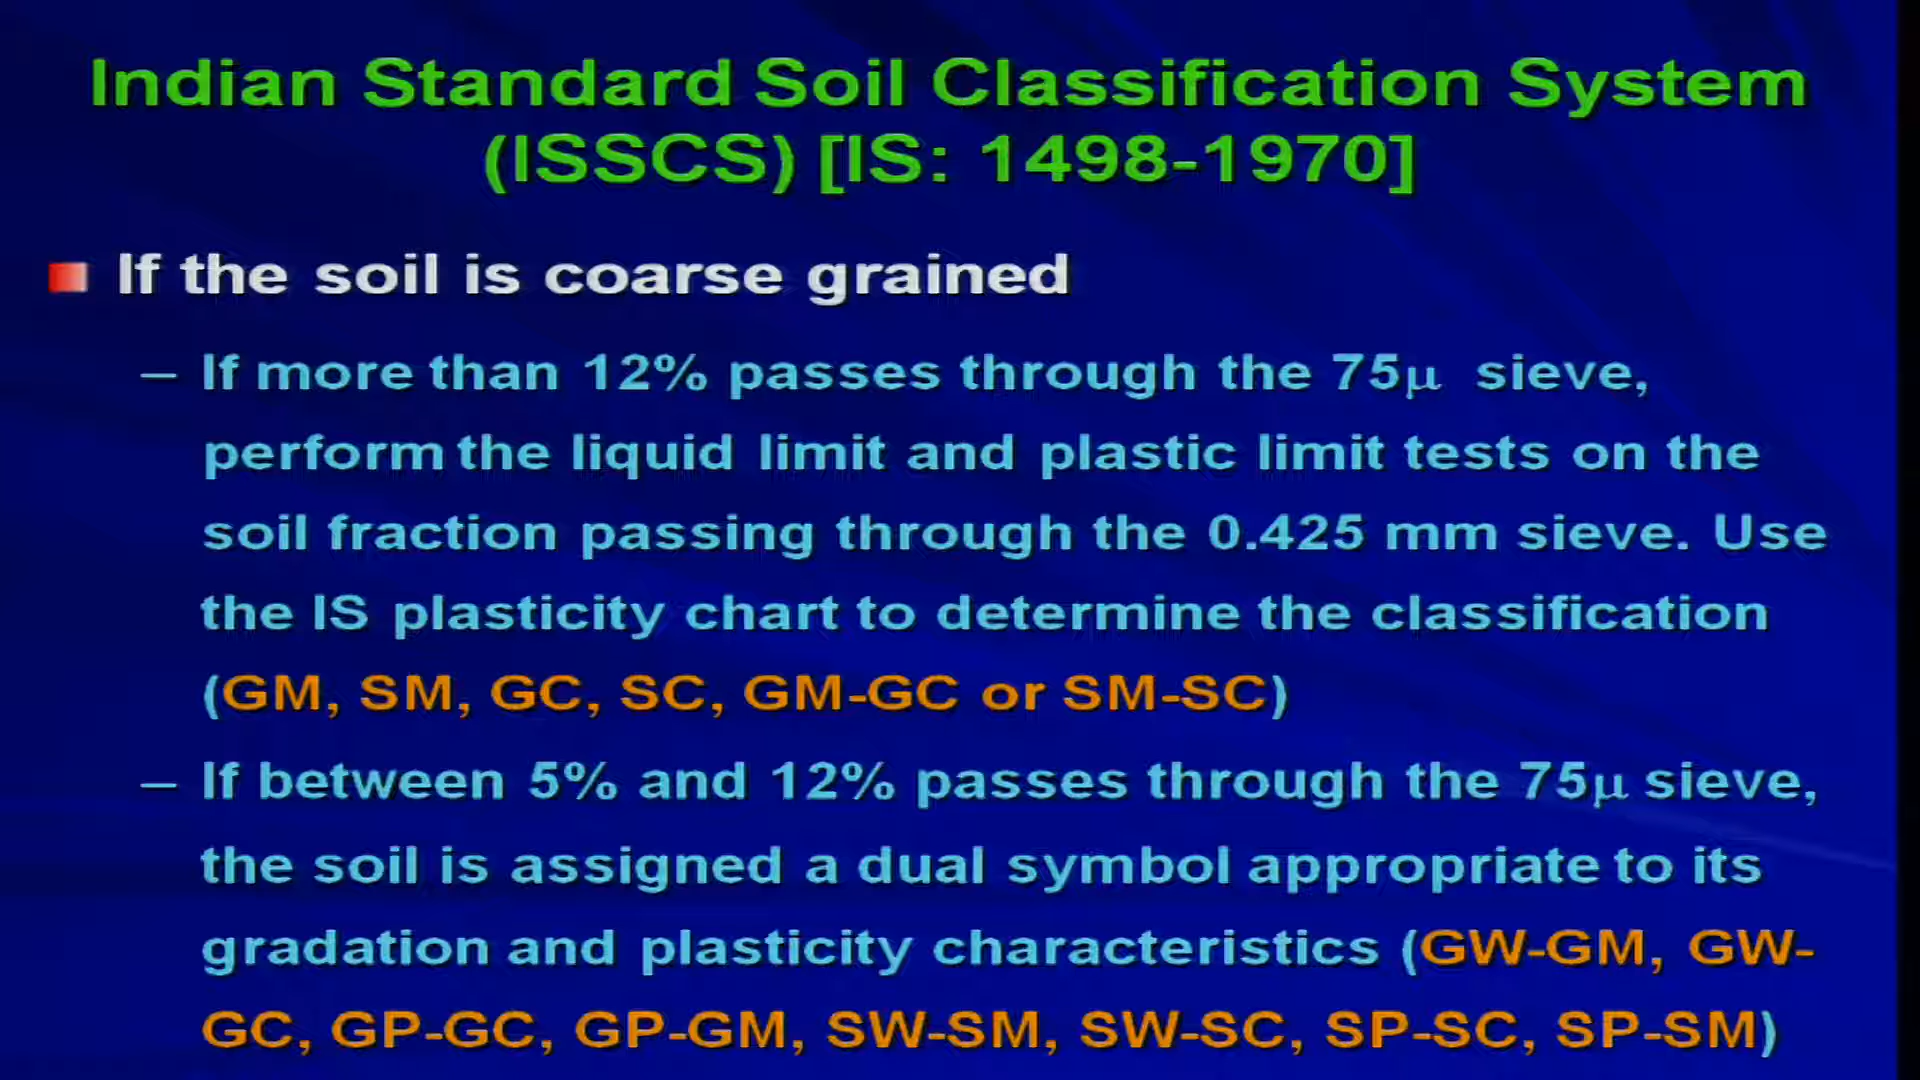 Indian Standard Soil Classification System
(ISSCS) [IS: 1498-1970]
If the soil is coarse grained
– If more than 12% passes through the 75μ sieve,
perform the liquid limit and plastic limit tests on the
soil fraction passing through the 0.425 mm sieve. Use
the IS plasticity chart to determine the classification
(GM, SM, GC, SC, GM-GC or SM-SC)
– If between 5% and 12% passes through the 75μ sieve,
the soil is assigned a dual symbol appropriate to its
gradation and plasticity characteristics (GW-GM, GW-
GC, GP-GC, GP-GM, SW-SM, SW-SC, SP-SC, SP-SM)